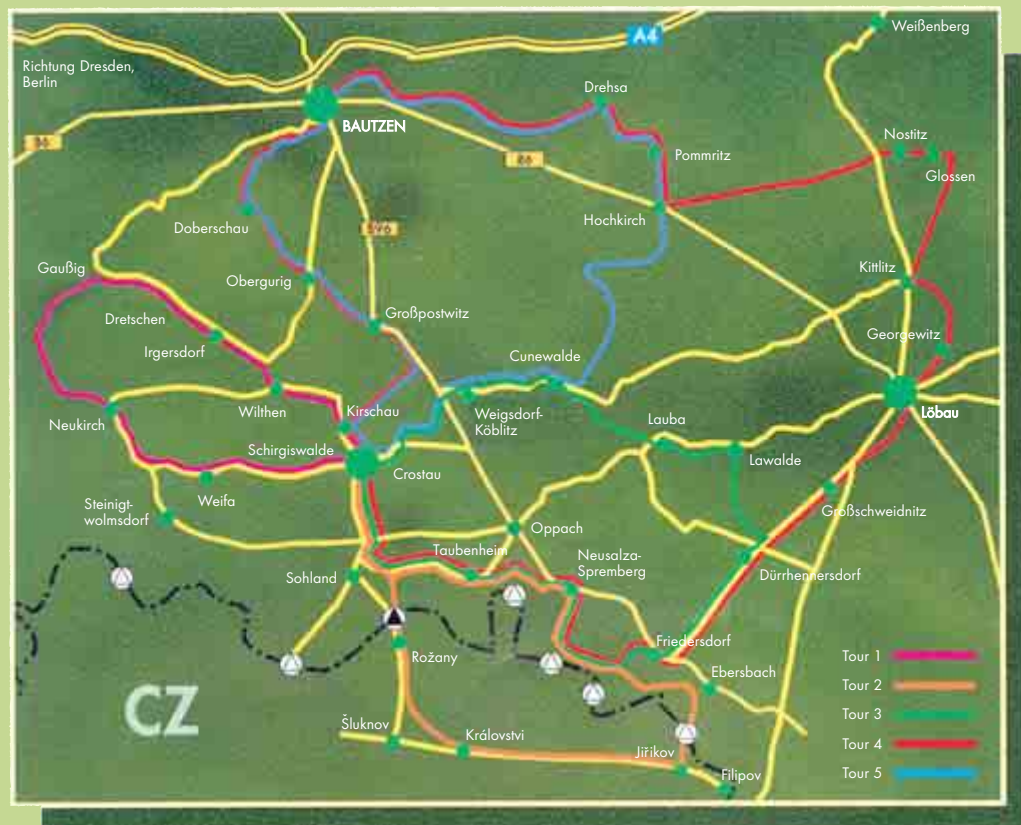 A4
Weißenberg
Richtung Dresden,
Berlin
Drehsa
BAUTZEN
B6
Nostitz
B6
Pommritz
Glossen
Hochkirch
Doberschau
B96
Gaußig
Kittlitz
Obergurig
Dretschen
Großpostwitz
Georgewitz
Irgersdorf
Cunewalde
Wilthen
Kirschau
Weigsdorf-
Köblitz
Löbau
Neukirch
Lauba
Schirgiswalde
Lawalde
Crostau
Weifa
Steinigt-
wolmsdorf
Großschweidnitz
Oppach
Taubenheim
Neusalza-
Spremberg
Sohland
Dürrhennersdorf
Friedersdorf
Rožany
Ebersbach
CZ
Šluknov
Královstvi
Jiříkov
Filipov
Tour 1
Tour 2
Tour 3
Tour 4
Tour 5